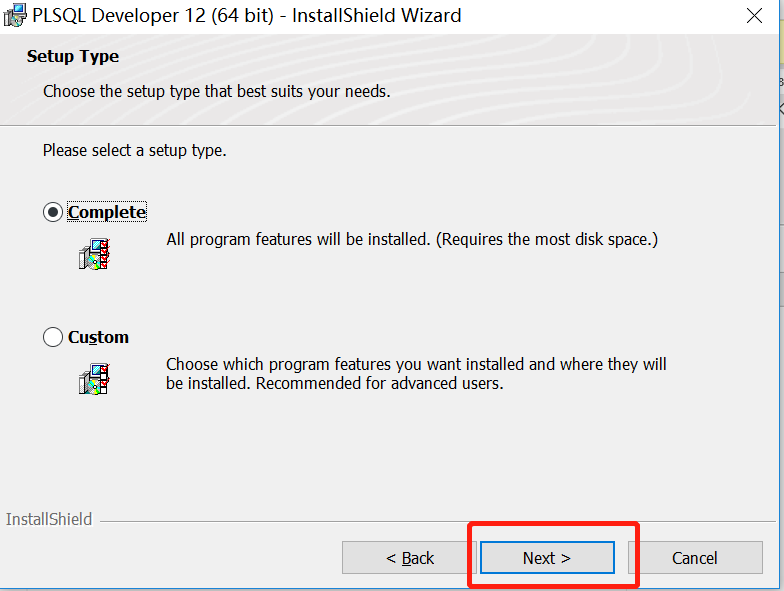 PLSQL Developer 12 (64 bit) - InstallShield Wizard
Setup Type
Choose the setup type that best suits your needs.
Please select a setup type.
Complete
All program features will be installed. (Requires the most disk space.)
Custom
Choose which program features you want installed and where they will
be installed. Recommended for advanced users.
InstallShield
< Back
Next >
Cancel